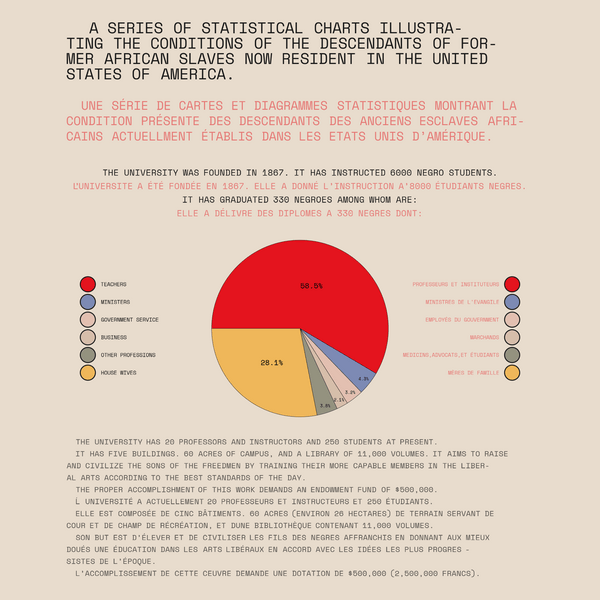 A SERIES OF STATISTICAL CHARTS ILLUSTRA-
TING THE CONDITIONS OF THE DESCENDANTS OF FOR-
MER AFRICAN SLAVES NOW RESIDENT IN THE UNITED
STATES OF AMERICA.
UNE SÉRIE DE CARTES ET DIAGRAMMES STATISTIQUES MONTRANT LA
CONDITION PRÉSENTE DES DESCENDANTS DES ANCIENS ESCLAVES AFRI-
CAINS ACTUELLMENT ÉTABLIS DANS LES ETATS UNIS D'AMÉRIQUE.
THE UNIVERSITY WAS FOUNDED IN 1867. IT HAS INSTRUCTED 6000 NEGRO STUDENTS.
L'UNIVERSITE A ÉTÉ FONDÉE EN 1867. ELLE A DONNÉ L'INSTRUCTION A'6000 ÉTUDIANTS NEGRES.
IT HAS GRADUATED 330 NEGROES AMONG WHOM ARE:
ELLE A DÉLIVRE DES DIPLOMES A 330 NEGRES DONT:
TEACHERS
MINISTERS
GOVERNMENT SERVICE
BUSINESS
OTHER PROFESSIONS
HOUSE WIVES
58.5%
28.1%
4.9%
3.2%
2.1%
3.8%
PROFESSEURS ET INSTITUTEURS
MINISTRES DE L'ÉVANGILE
EMPLOYÉS DU GOUVERNMENT
MARCHANDS
MEDICINS,ADVOCATS,ET ÉTUDIANTS
MÈRES DE FAMILLE
THE UNIVERSITY HAS 20 PROFESSORS AND INSTRUCTORS AND 250 STUDENTS AT PRESENT.
IT HAS FIVE BUILDINGS. 60 ACRES OF CAMPUS, AND A LIBRARY OF 11,000 VOLUMES. IT AIMS TO RAISE
AND CIVILIZE THE SONS OF THE FREEDMEN BY TRAINING THEIR MORE CAPABLE MEMBERS IN THE LIBER-
AL ARTS ACCORDING TO THE BEST STANDARDS OF THE DAY.
THE PROPER ACCOMPLISHMENT OF THIS WORK DEMANDS AN ENDOWMENT FUND OF $500,000.
L' UNIVERSITÉ A ACTUELLEMENT 20 PROFESSEURS ET INSTRUCTEURS ET 250 ÉTUDIANTS.
ELLE EST COMPOSÉE DE CINC BÂTIMENTS. 60 ACRES (ENVIRON 26 HECTARES) DE TERRAIN SERVANT DE
COUR ET DE CHAMP DE RÉCRÉATION, ET DUNE BIBLIOTHÈQUE CONTENANT 11,000 VOLUMES.
SON BUT EST D'ÉLEVER ET DE CIVILISER LES FILS DES NEGRES AFFRANCHIS EN DONNANT AUX MIEUX
DOUÉS UNE ÉDUCATION DANS LES ARTS LIBÉRAUX EN ACCORD AVEC LES IDÉES LES PLUS PROGRES -
SISTES DE L'ÉPOQUE.
L'ACCOMPLISSEMENT DE CETTE CEUVRE DEMANDE UNE DOTATION DE $500,000 (2,500,000 FRANCS).